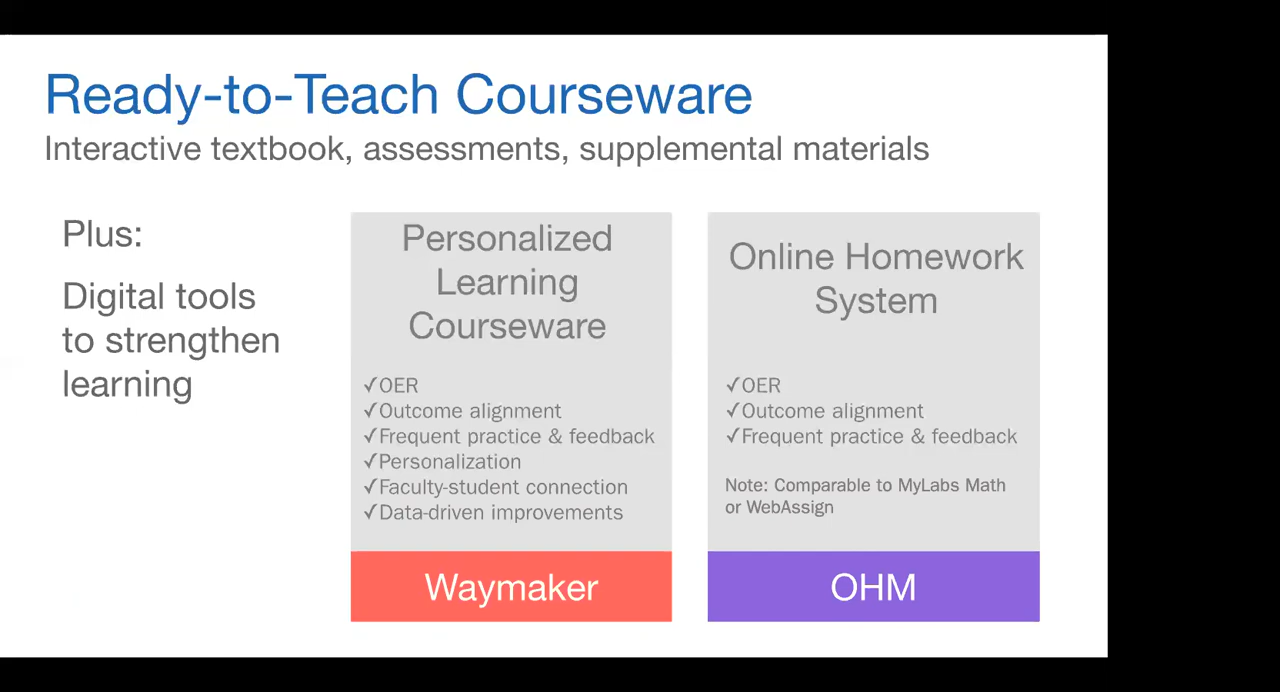 Ready-to-Teach Courseware
Interactive textbook, assessments, supplemental materials
Plus:
Digital tools
to strengthen
learning
Personalized
Learning
Courseware
✓OER
✓Outcome alignment
✓Frequent practice & feedback
✓Personalization
✓Faculty-student connection
✓Data-driven improvements
Waymaker
Online Homework
System
✓OER
✓Outcome alignment
✓Frequent practice & feedback
Note: Comparable to MyLabs Math
or WebAssign
OHM